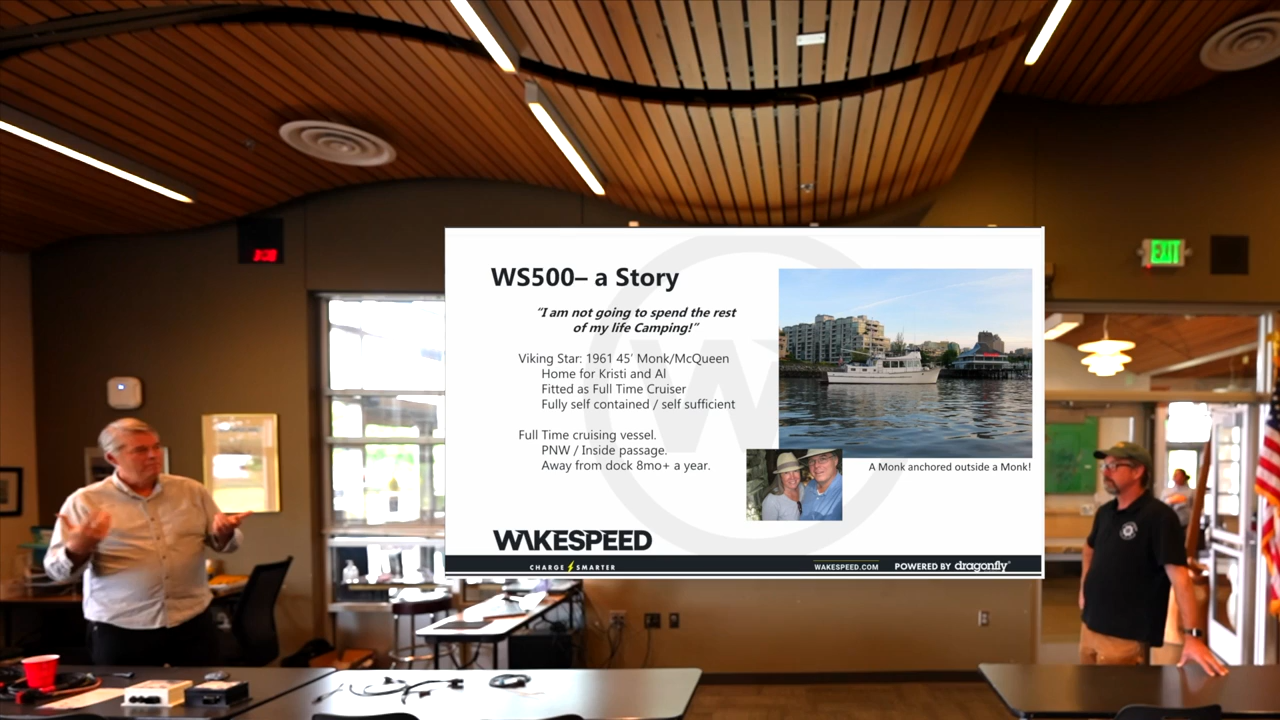 EXIT
WS500– a Story
“I am not going to spend the rest
of my life Camping!”
Viking Star: 1961 45’ Monk/McQueen
Home for Kristi and Al
Fitted as Full Time Cruiser
Fully self contained / self sufficient
Full Time cruising vessel.
PNW / Inside passage.
Away from dock 8mo+ a year.
A Monk anchored outside a Monk!
WAKESPEED
CHARGE SMARTER
WAKESPEED.COM
POWERED BY dragonfly